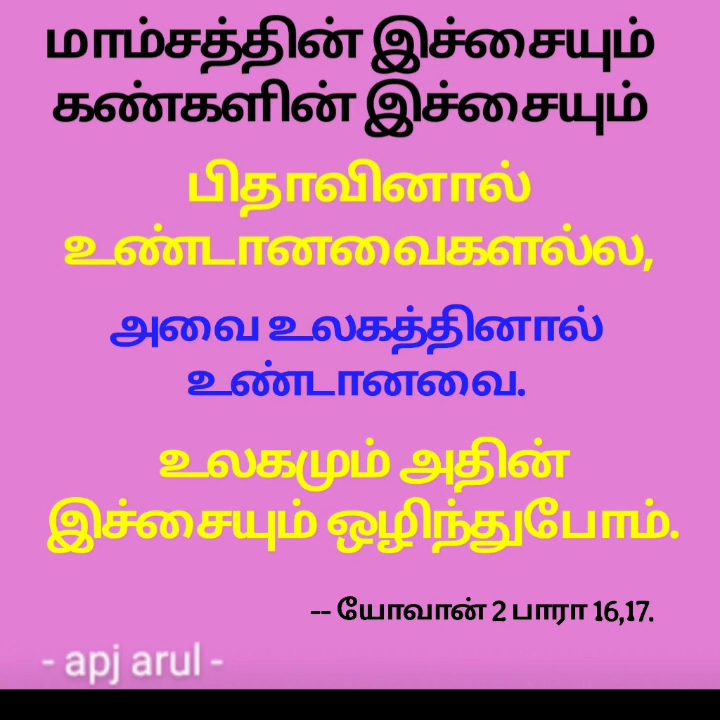 மாம்சத்தின் இச்சையும்
கண்களின் இச்சையும்
பிதாவினால்
உண்டானவைகளல்ல,
அவை உலகத்தினால்
உண்டானவை.
உலகமும் அதின்
இச்சையும் ஒழிந்துபோம்.
-- யோவான் 2 பாரா 16,17.
- apj arul -